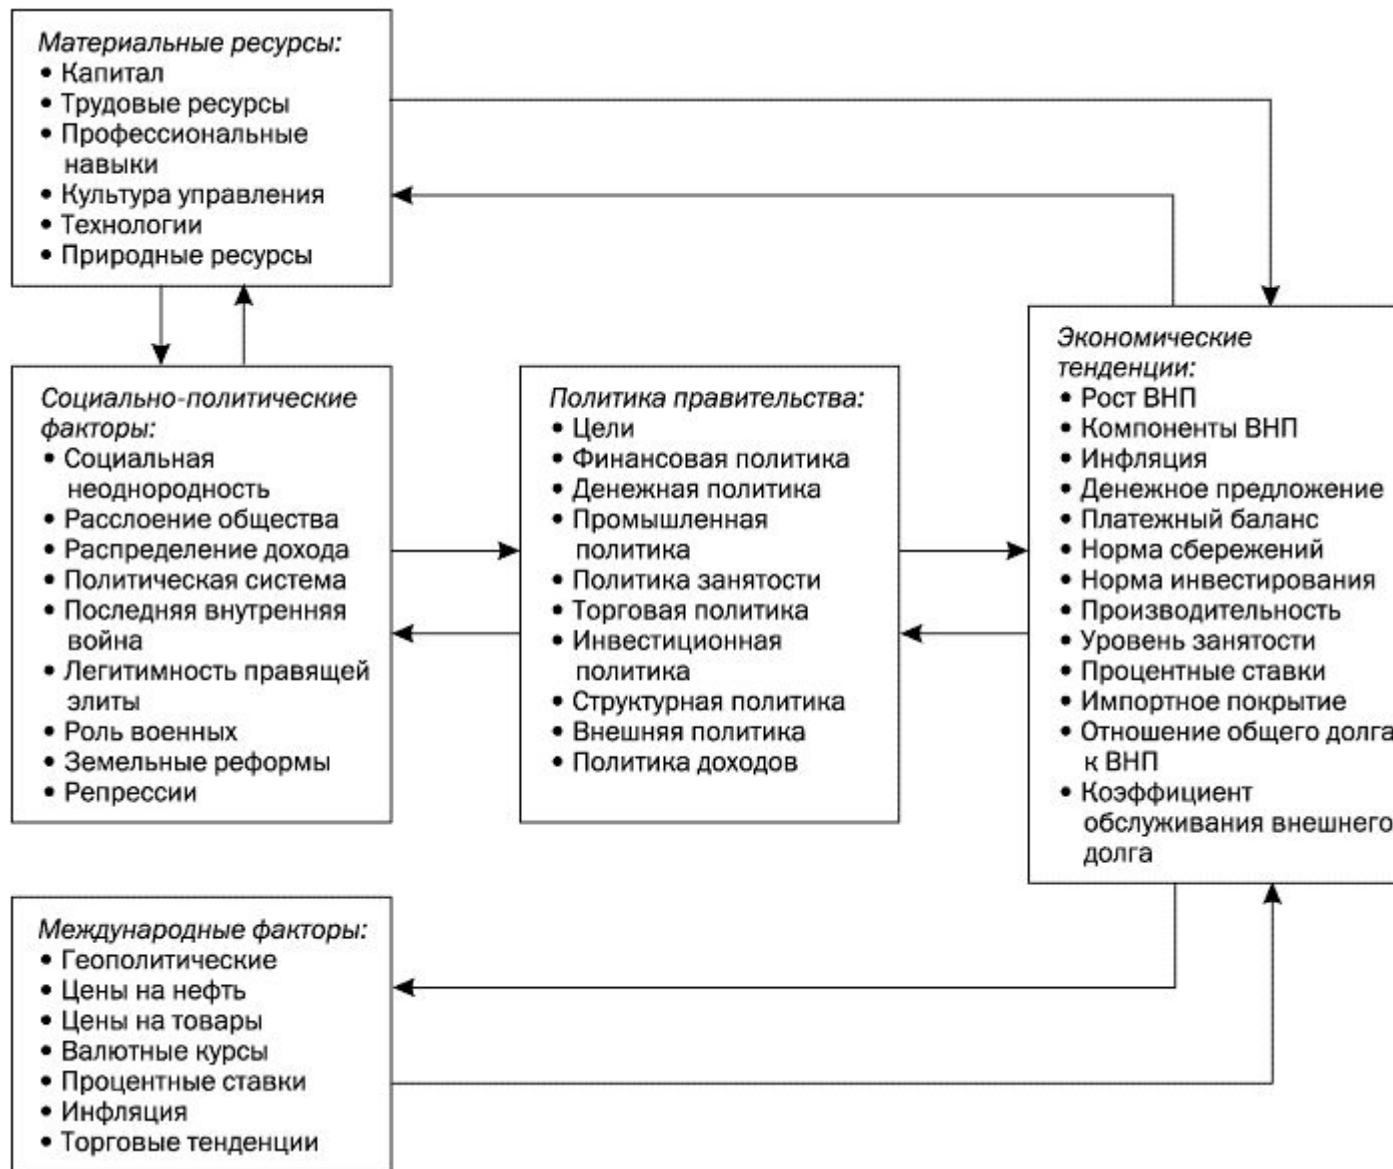 Материальные ресурсы:
• Капитал
• Трудовые ресурсы
• Профессиональные
навыки
• Культура управления
• Технологии
• Природные ресурсы
Социально-политические
факторы:
• Социальная
неоднородность
• Расслоение общества
• Распределение дохода
• Политическая система
• Последняя внутренняя
война
• Легитимность правящей
элиты
• Роль военных
• Земельные реформы
• Репрессии
Политика правительства:
• Цели
• Финансовая политика
• Денежная политика
• Промышленная
политика
• Политика занятости
• Торговая политика
• Инвестиционная
политика
• Структурная политика
• Внешняя политика
• Политика доходов
Экономические
тенденции:
• Рост ВНП
• Компоненты ВНП
• Инфляция
• Денежное предложение
• Платежный баланс
• Норма сбережений
• Норма инвестирования
• Производительность
• Уровень занятости
• Процентные ставки
• Импортное покрытие
• Отношение общего долга
к ВНП
• Коэффициент
обслуживания внешнего
долга
Международные факторы:
• Геополитические
• Цены на нефть
• Цены на товары
• Валютные курсы
• Процентные ставки
• Инфляция
• Торговые тенденции